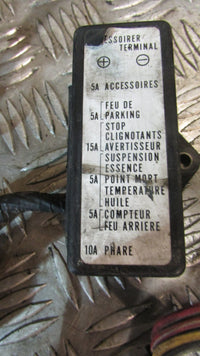 ESSOIRER
TERMINAL
+ −
5A ACCESSOIRES
FEU DE
5A PARKING
STOP
CLIGNOTANTS
15A AVERTISSEUR
SUSPENSION
ESSENCE
5A POINT MORT
TEMPERATURE
HUILE
5A COMPTEUR
FEU ARRIÈRE
10A PHARE